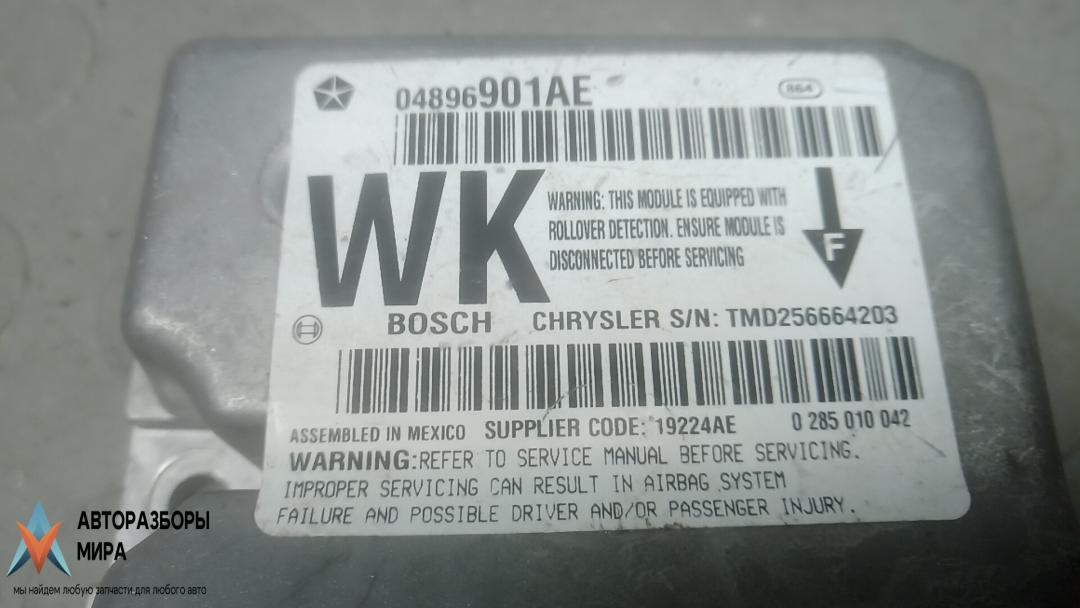 04896901AE
864
WK
WARNING: THIS MODULE IS EQUIPPED WITH
ROLLOVER DETECTION. ENSURE MODULE IS
DISCONNECTED BEFORE SERVICING
F
BOSCH CHRYSLER S/N: TMD256664203
ASSEMBLED IN MEXICO SUPPLIER CODE: 19224AE 0 285 010 042
WARNING:REFER TO SERVICE MANUAL BEFORE SERVICING.
IMPROPER SERVICING CAN RESULT IN AIRBAG SYSTEM
FAILURE AND POSSIBLE DRIVER AND/OR PASSENGER INJURY.
АВТОРАЗБОРЫ
МИРА
мы найдем любую запчасти для любого авто